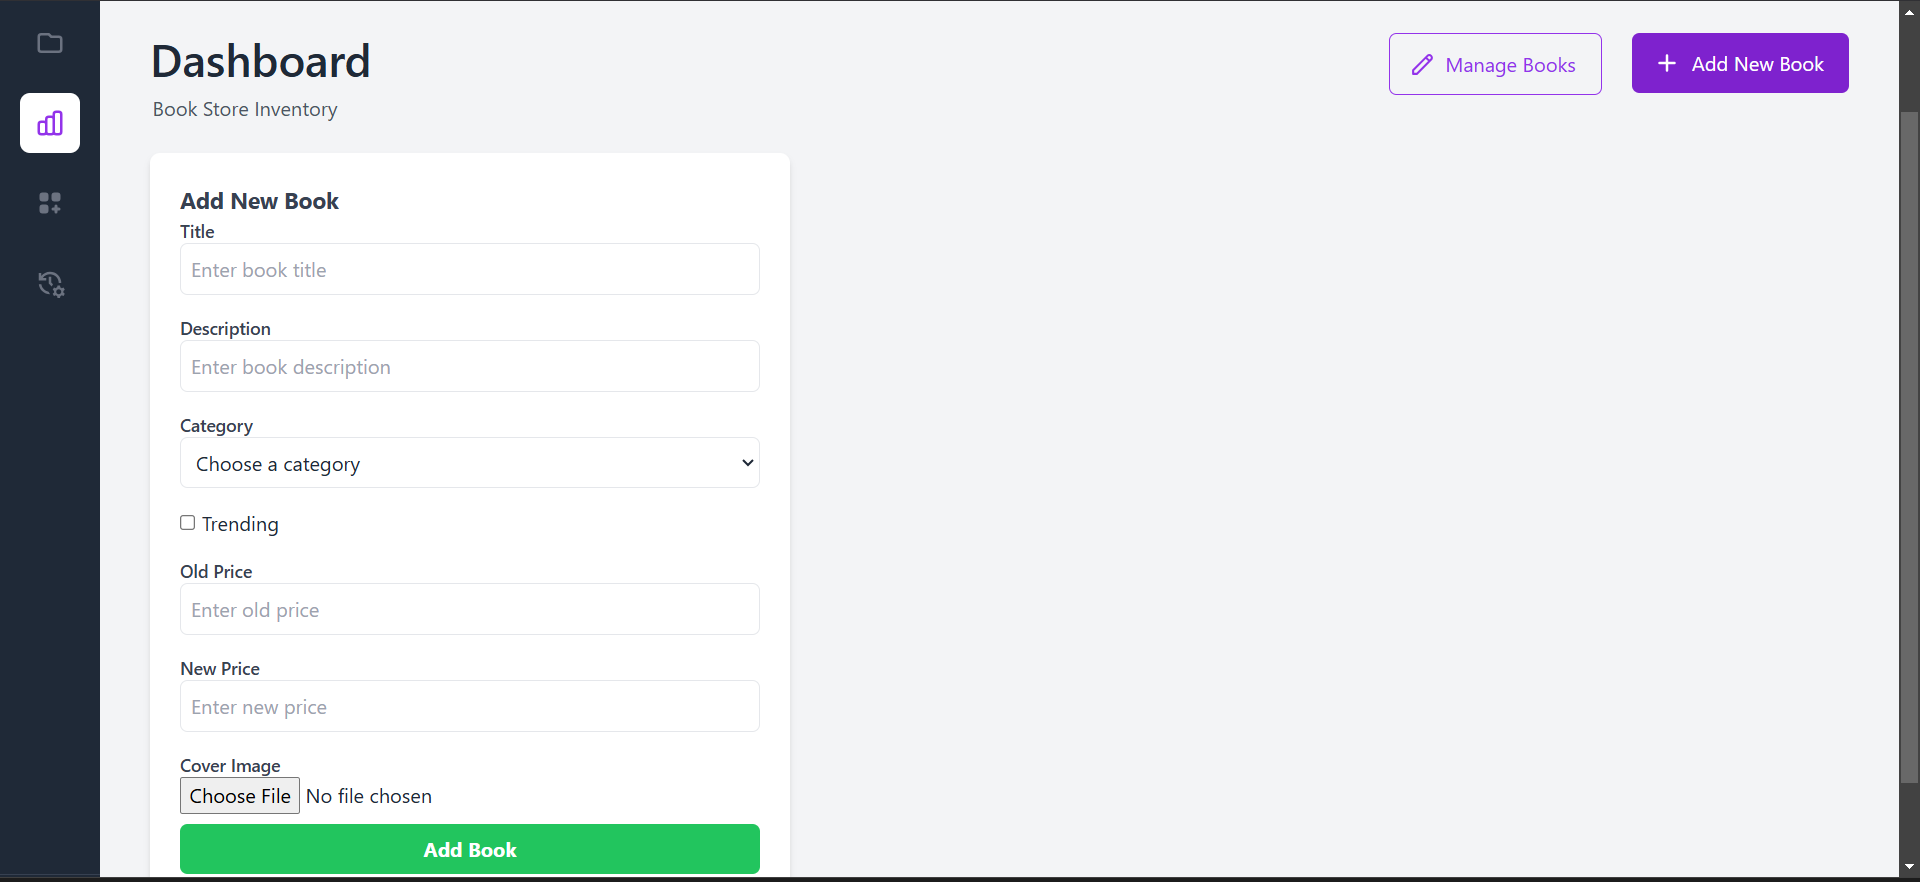 Dashboard
Book Store Inventory
Manage Books
Add New Book
Add New Book
Title
Enter book title
Description
Enter book description
Category
Choose a category
Trending
Old Price
Enter old price
New Price
Enter new price
Cover Image
Choose File No file chosen
Add Book